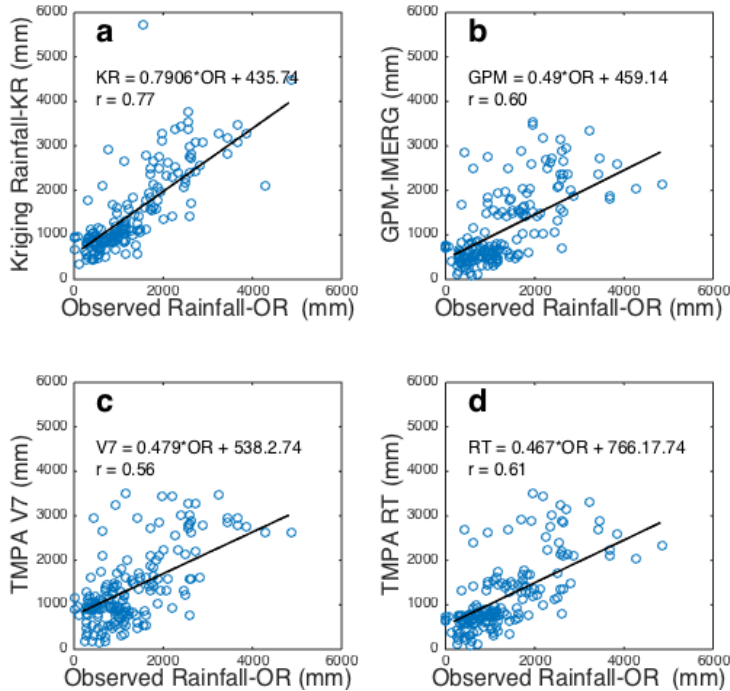 a
KR = 0.7906*OR + 435.74
r = 0.77
Kriging Rainfall-KR (mm)
6000
5000
4000
3000
2000
1000
0
0 2000 4000 6000
Observed Rainfall-OR (mm)
b
GPM = 0.49*OR + 459.14
r = 0.60
GPM-IMERG (mm)
6000
5000
4000
3000
2000
1000
0
0 2000 4000 6000
Observed Rainfall-OR (mm)
c
V7 = 0.479*OR + 538.2.74
r = 0.56
TMPA V7 (mm)
6000
5000
4000
3000
2000
1000
0
0 2000 4000 6000
Observed Rainfall-OR (mm)
d
RT = 0.467*OR + 766.17.74
r = 0.61
TMPA RT (mm)
6000
5000
4000
3000
2000
1000
0
0 2000 4000 6000
Observed Rainfall-OR (mm)